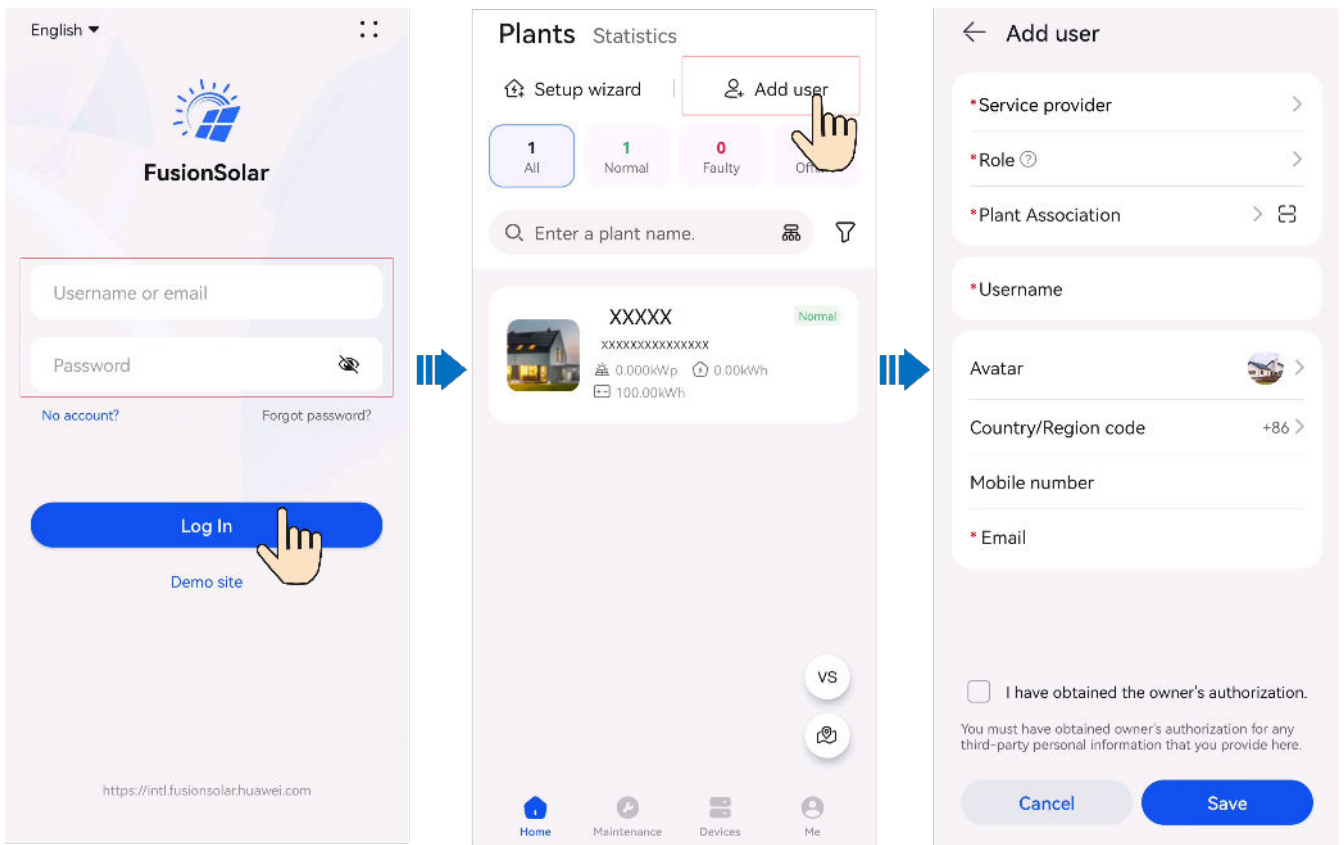 English
FusionSolar
Username or email
Password
No account?
Forgot password?
Log In
Demo site
https://intl.fusionsolar.huawei.com
Plants Statistics
Setup wizard
Add user
1
All
1
Normal
0
Faulty
Enter a plant name.
XXXXX
Normal
xxxxxxxxxxxxxxx
0.000kWp 0.00kWh
100.00kWh
VS
Home
Maintenance
Devices
Me
Add user
*Service provider
*Role ?
*Plant Association
*Username
Avatar
Country/Region code +86
Mobile number
* Email
I have obtained the owner's authorization.
You must have obtained owner's authorization for any
third-party personal information that you provide here.
Cancel
Save